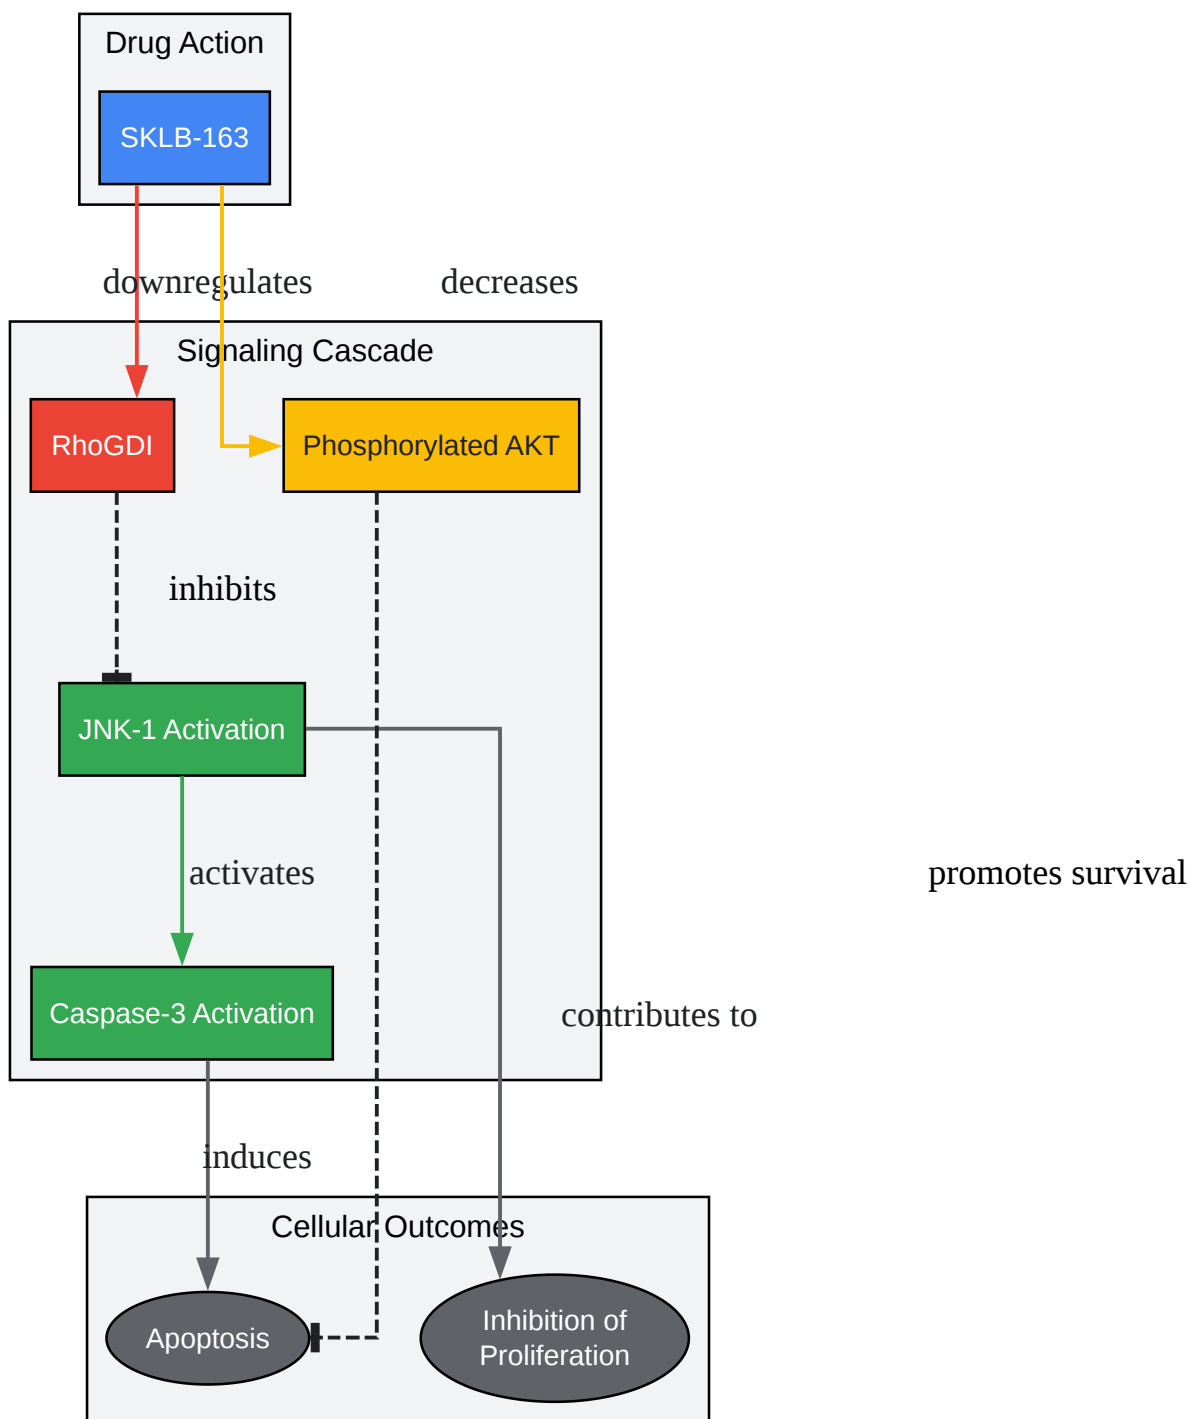 Drug Action
SKLB-163
downregulates
decreases
Signaling Cascade
RhoGDI
Phosphorylated AKT
inhibits
JNK-1 Activation
activates
promotes survival
Caspase-3 Activation
contributes to
induces
Cellular Outcomes
Apoptosis
Inhibition of
Proliferation